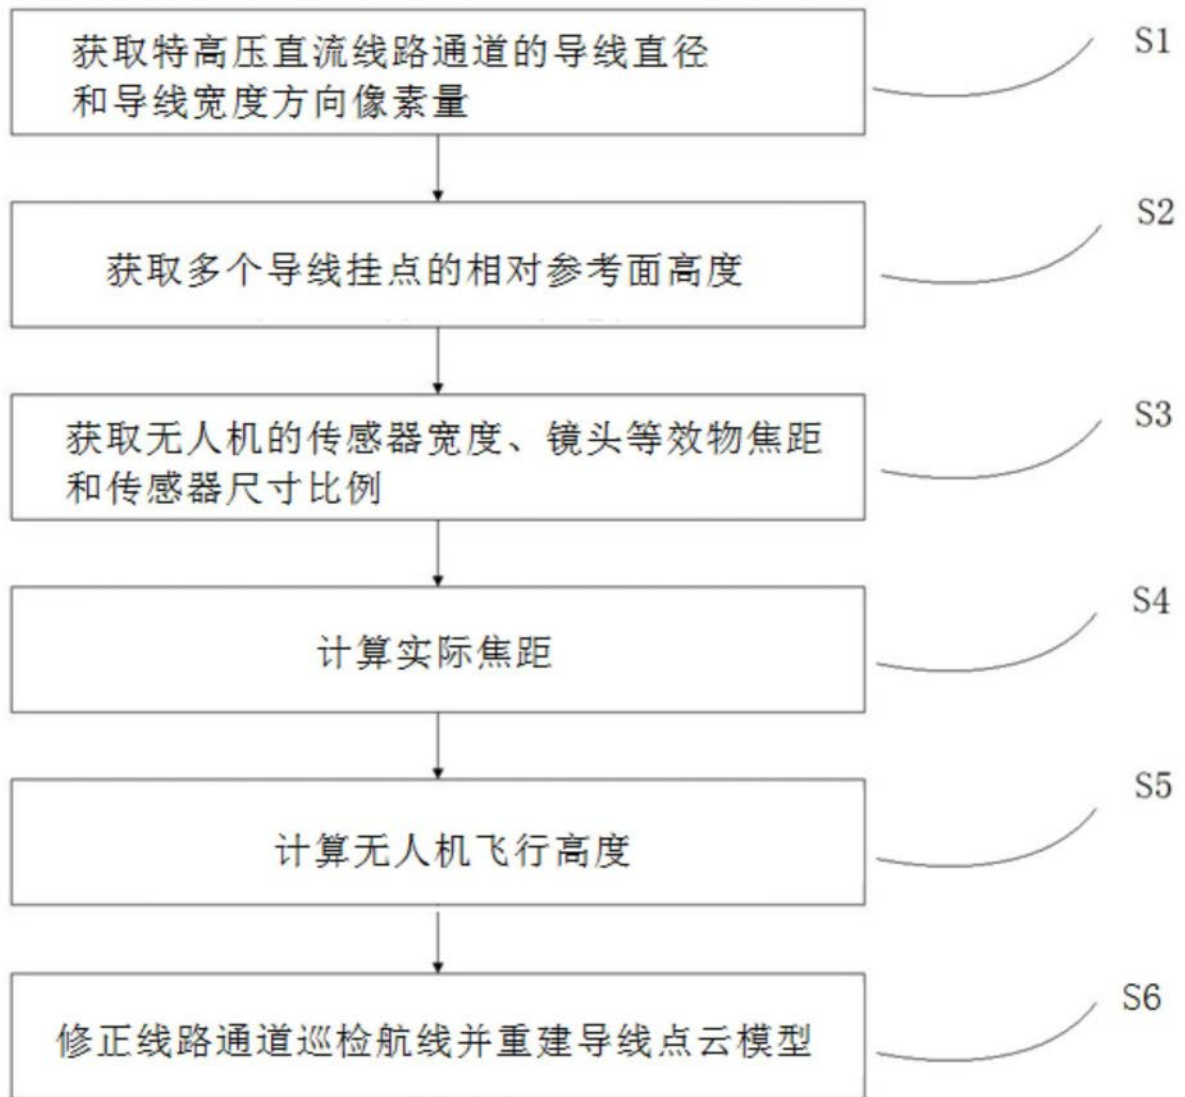 获取特高压直流线路通道的导线直径
和导线宽度方向像素量
S1
获取多个导线挂点的相对参考面高度
S2
获取无人机的传感器宽度、镜头等效物焦距
和传感器尺寸比例
S3
计算实际焦距
S4
计算无人机飞行高度
S5
修正线路通道巡检航线并重建导线点云模型
S6